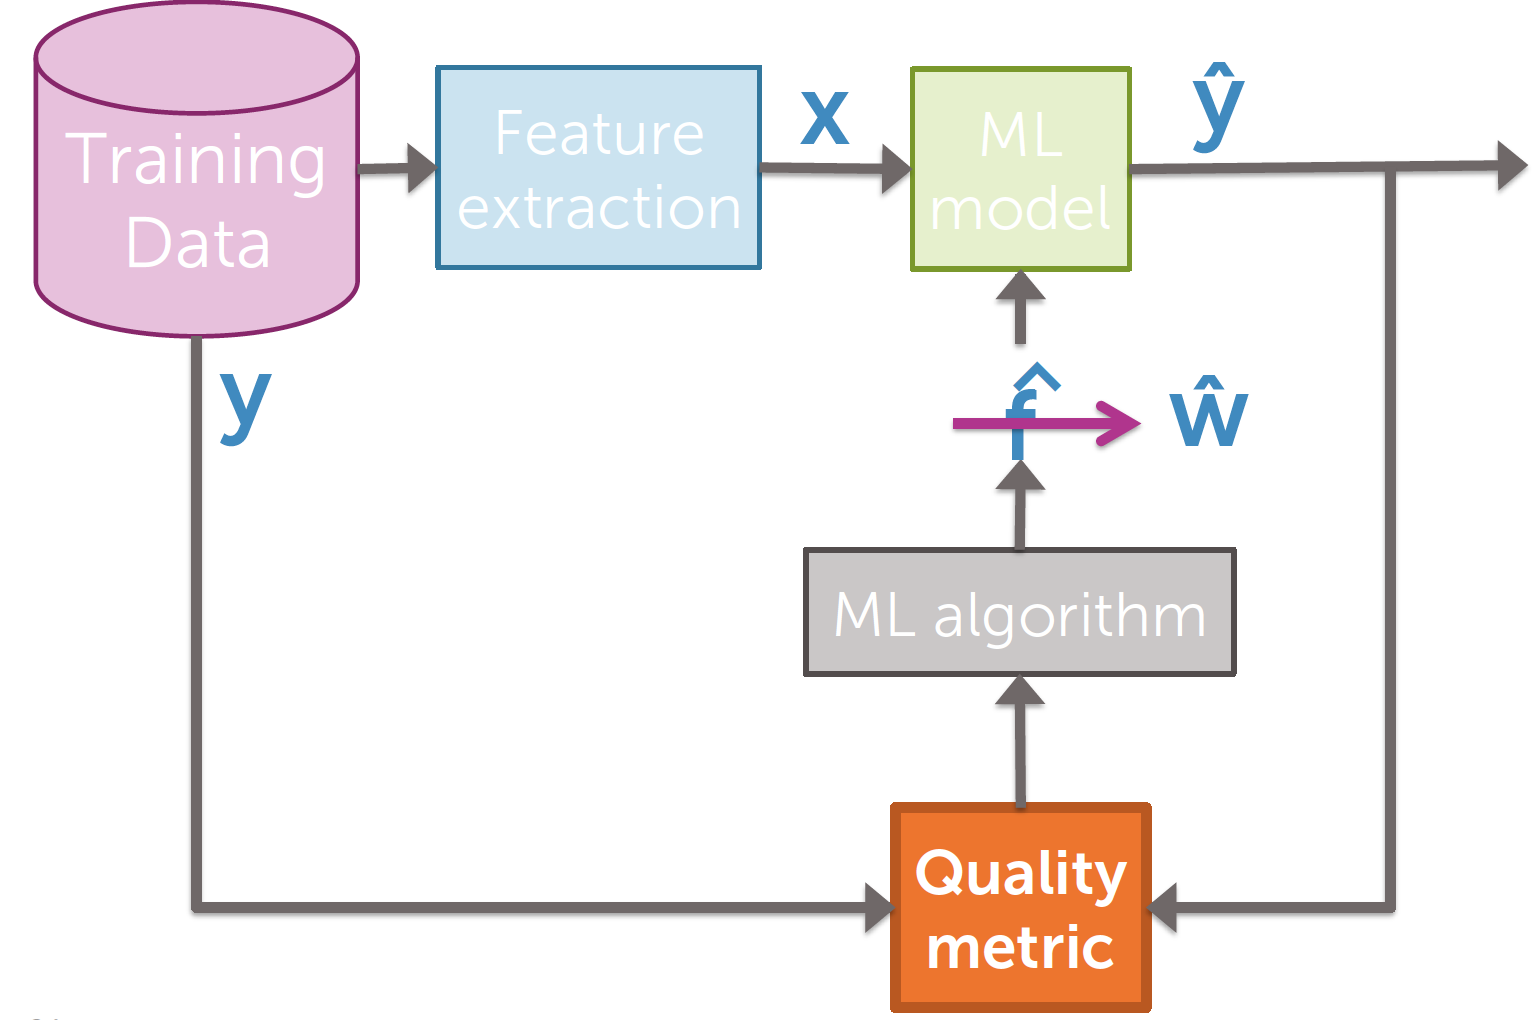 Training
Data
Feature
extraction
x
ML
model
ŷ
y
f̂
ŵ
ML algorithm
Quality
metric